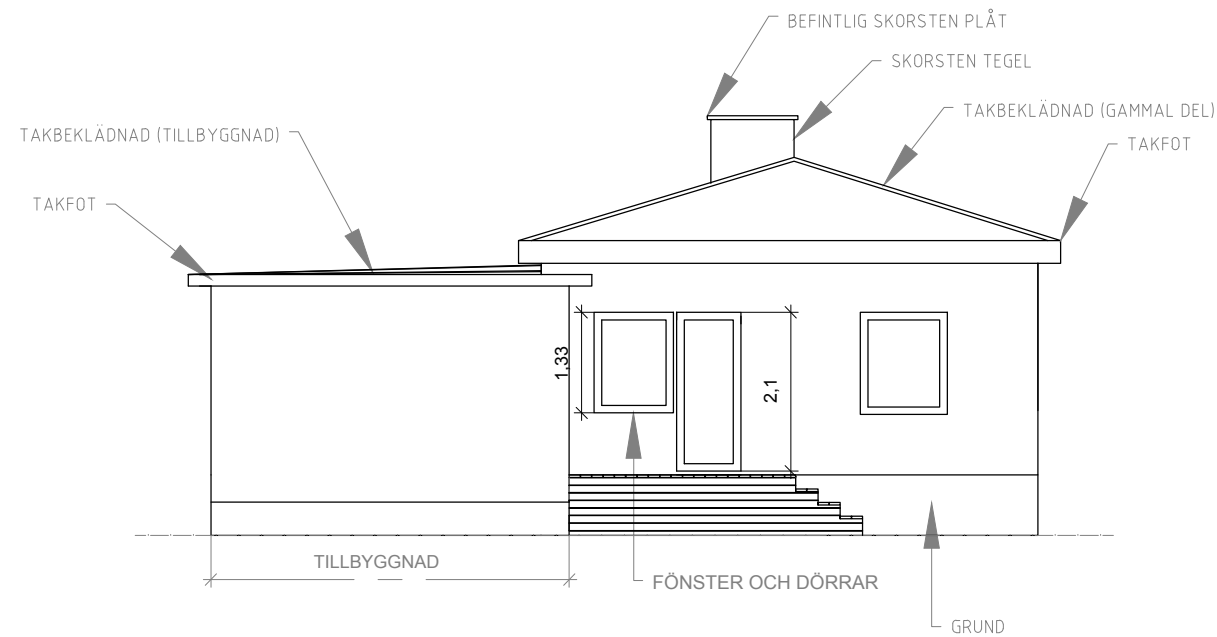 BEFINTLIG SKORSTEN PLÅT
SKORSTEN TEGEL
TAKBEKLÄDNAD (GAMMAL DEL)
TAKBEKLÄDNAD (TILLBYGGNAD)
TAKFOT
TAKFOT
1,33
2,1
TILLBYGGNAD
FÖNSTER OCH DÖRRAR
GRUND